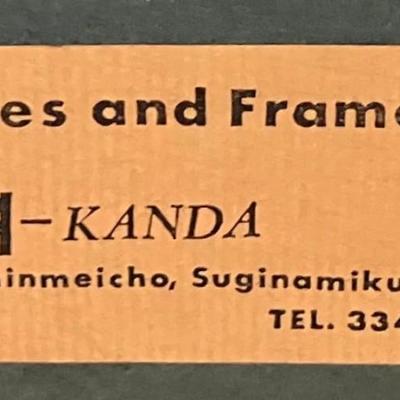 es and Frame
-KANDA
inmeicho, Suginamiku
TEL. 334